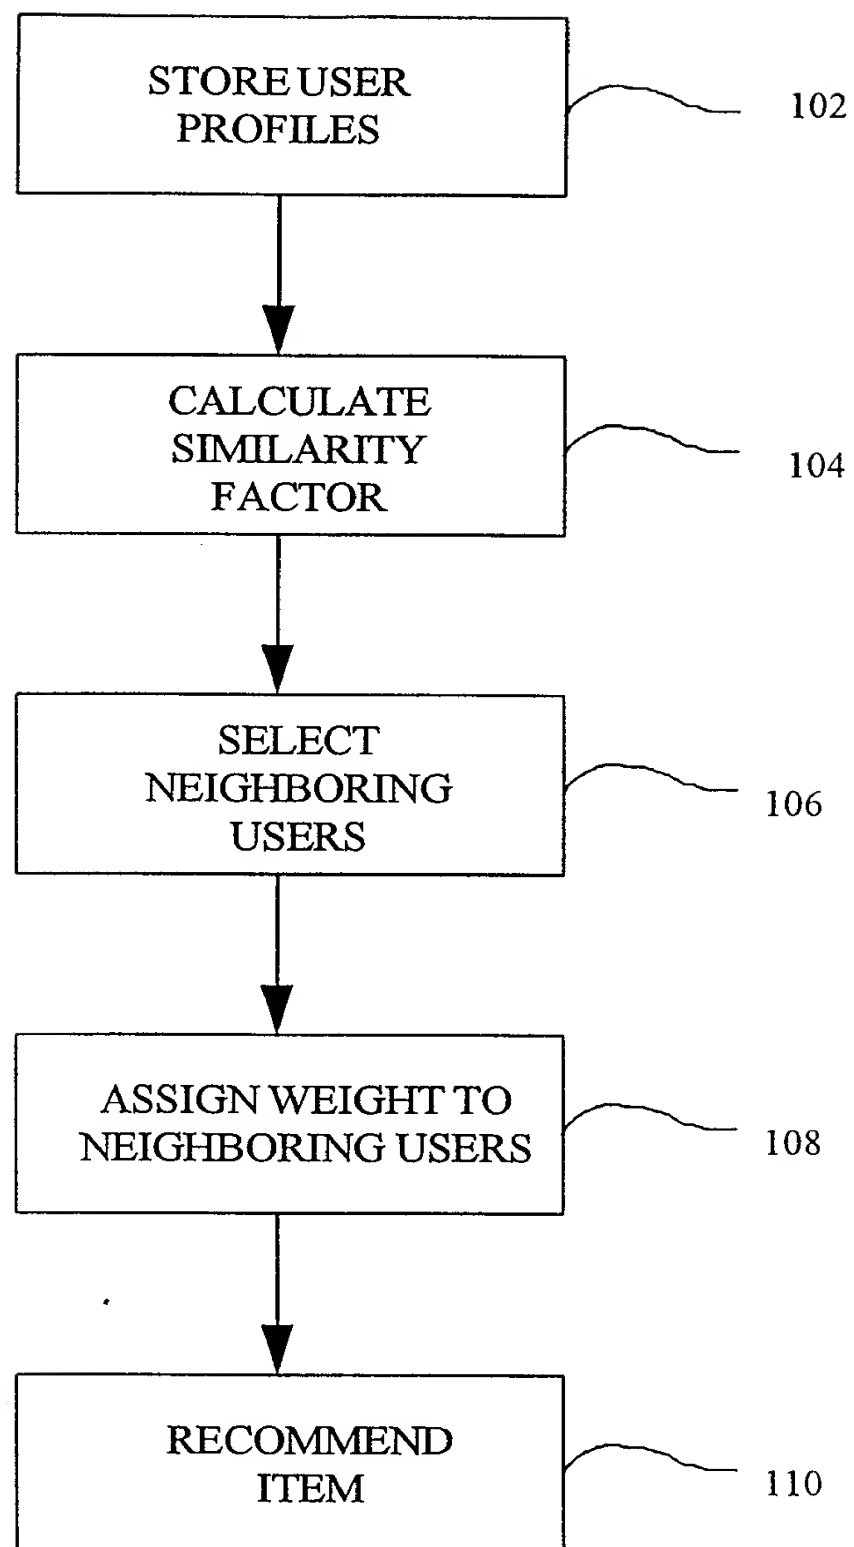 STORE USER
PROFILES
102
CALCULATE
SIMILARITY
FACTOR
104
SELECT
NEIGHBORING
USERS
106
ASSIGN WEIGHT TO
NEIGHBORING USERS
108
RECOMMEND
ITEM
110